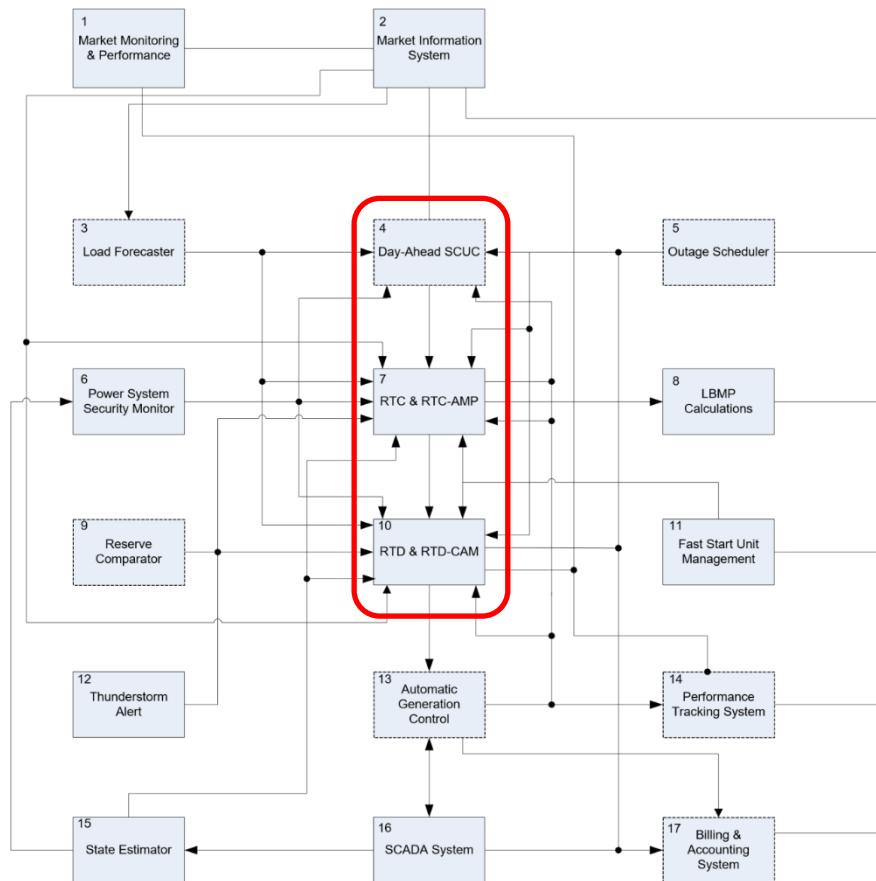 1
Market Monitoring
& Performance
2
Market Information
System
3
Load Forecaster
4
Day-Ahead SCUC
5
Outage Scheduler
6
Power System
Security Monitor
7
RTC & RTC-AMP
8
LBMP
Calculations
9
Reserve
Comparator
10
RTD & RTD-CAM
11
Fast Start Unit
Management
12
Thunderstorm
Alert
13
Automatic
Generation
Control
14
Performance
Tracking System
15
State Estimator
16
SCADA System
17
Billing &
Accounting
System